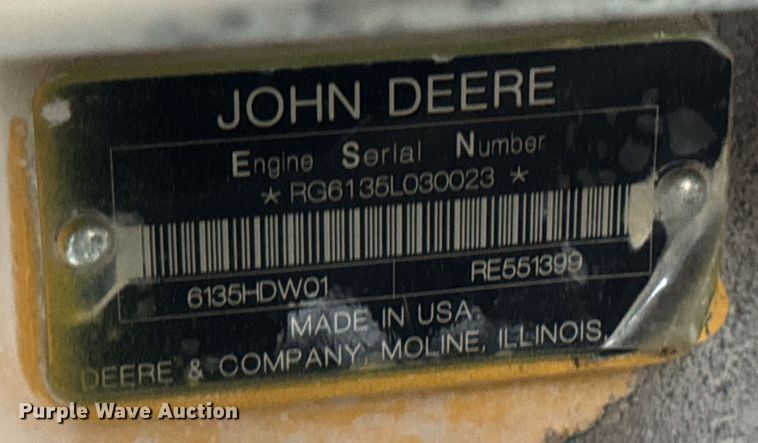 JOHN DEERE
Engine Serial Number
* RG6135L030023 *
6135HDW01 RE551399
MADE IN USA
DEERE & COMPANY, MOLINE, ILLINOIS,
Purple Wave Auction